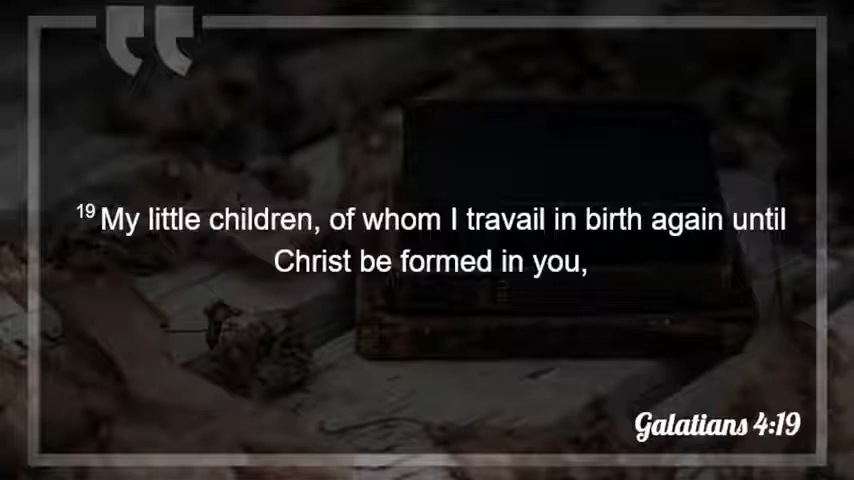 19 My little children, of whom I travail in birth again until
Christ be formed in you,
Galatians 4:19